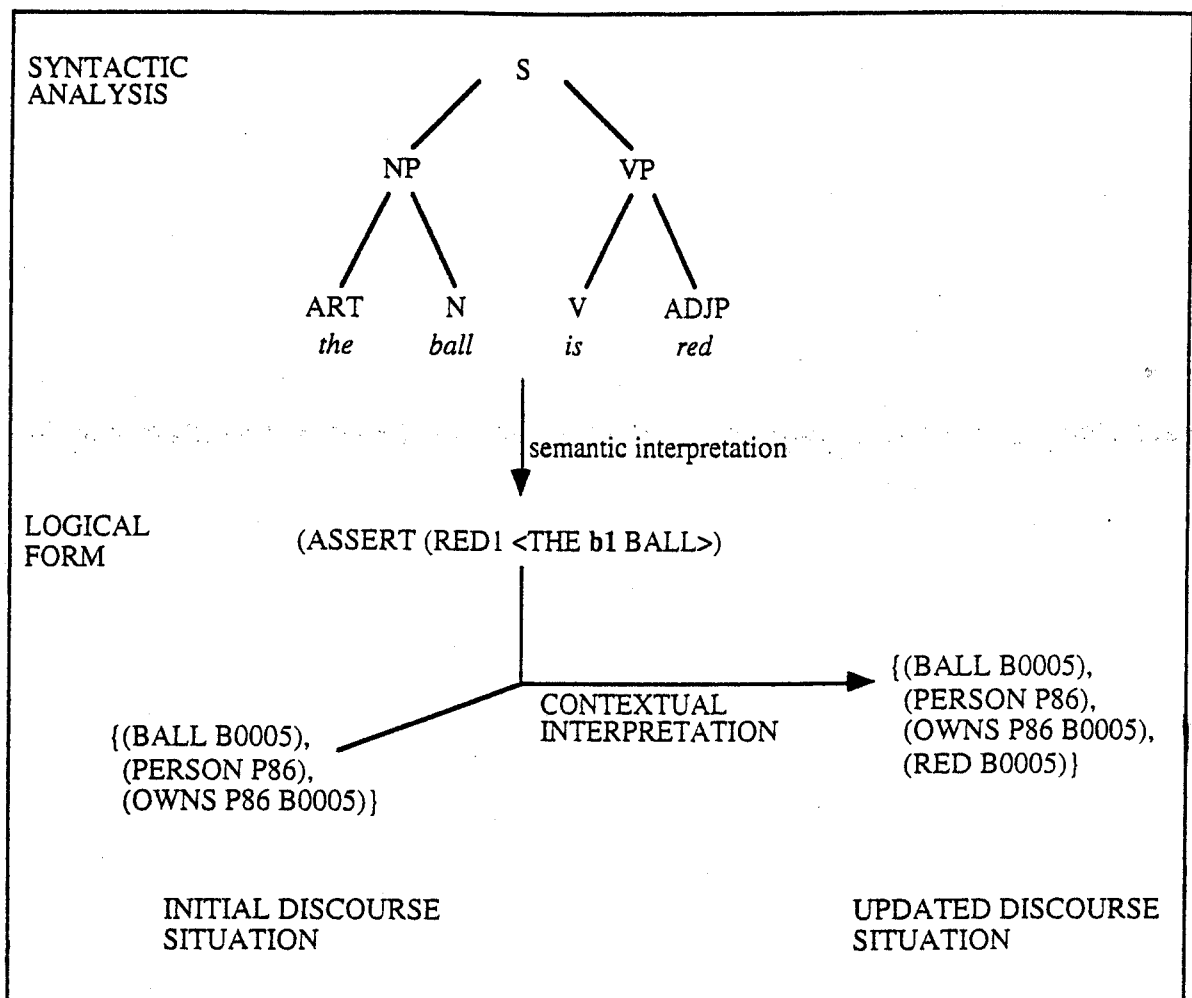 SYNTACTIC
ANALYSIS
S
NP VP
ART N V ADJP
the ball is red
semantic interpretation
LOGICAL
FORM
(ASSERT (RED1 <THE b1 BALL>)
CONTEXTUAL
INTERPRETATION
{(BALL B0005),
(PERSON P86),
(OWNS P86 B0005)}
{(BALL B0005),
(PERSON P86),
(OWNS P86 B0005),
(RED B0005)}
INITIAL DISCOURSE
SITUATION
UPDATED DISCOURSE
SITUATION